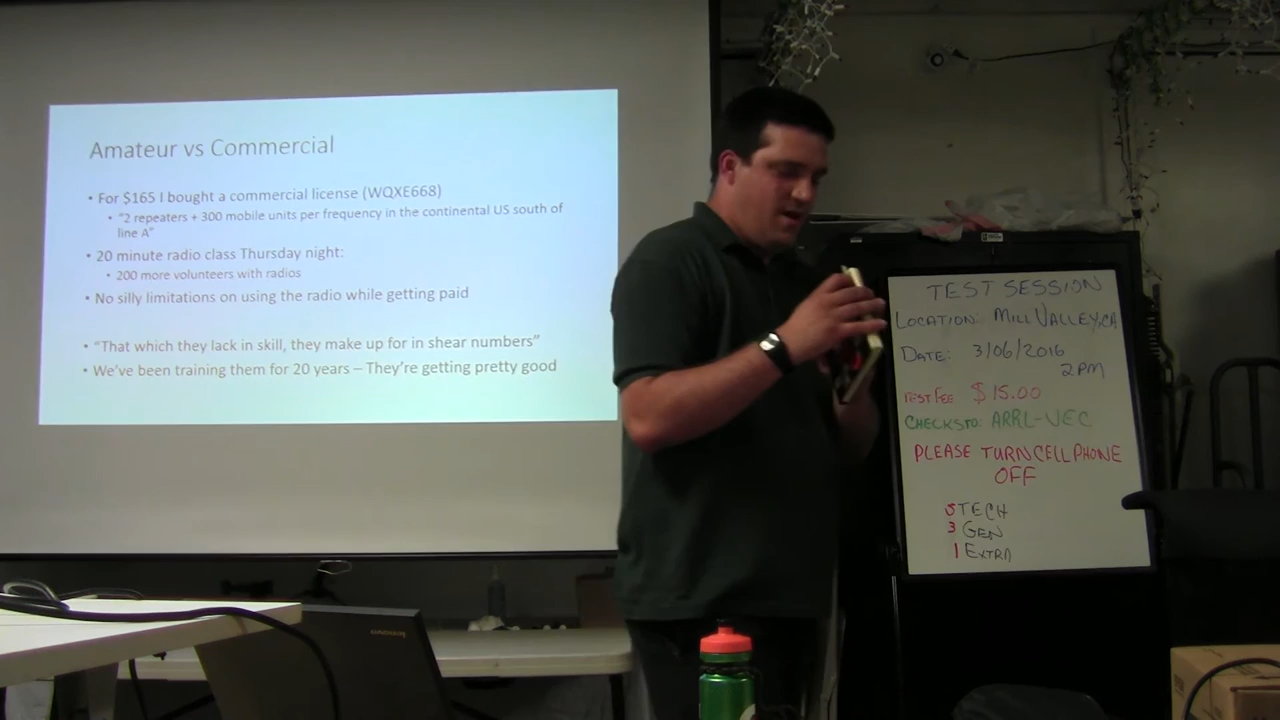 Amateur vs Commercial
• For $165 I bought a commercial license (WQXE668)
• "2 repeaters + 300 mobile units per frequency in the continental US south of
line A"
• 20 minute radio class Thursday night:
• 200 more volunteers with radios
• No silly limitations on using the radio while getting paid
• "That which they lack in skill, they make up for in shear numbers"
• We've been training them for 20 years – They're getting pretty good
TEST SESSION
LOCATION: MILL VALLEY, CA
DATE: 3/06/2016
2PM
TEST FEE $15.00
CHECKS TO: ARRL-VEC
PLEASE TURN CELL PHONE
OFF
5 TECH
3 GEN
1 EXTRA